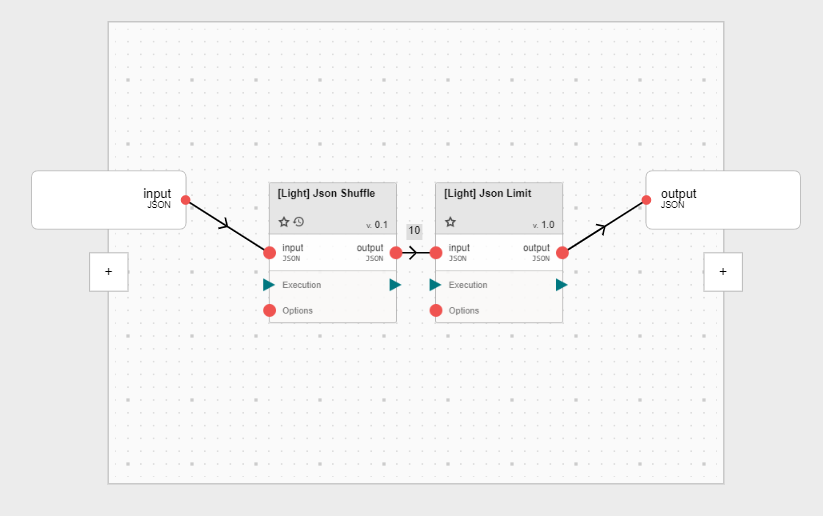 input
JSON
+
[Light] Json Shuffle
v. 0.1
input
JSON
output
JSON
Execution
Options
10
[Light] Json Limit
v. 1.0
input
JSON
output
JSON
Execution
Options
output
JSON
+